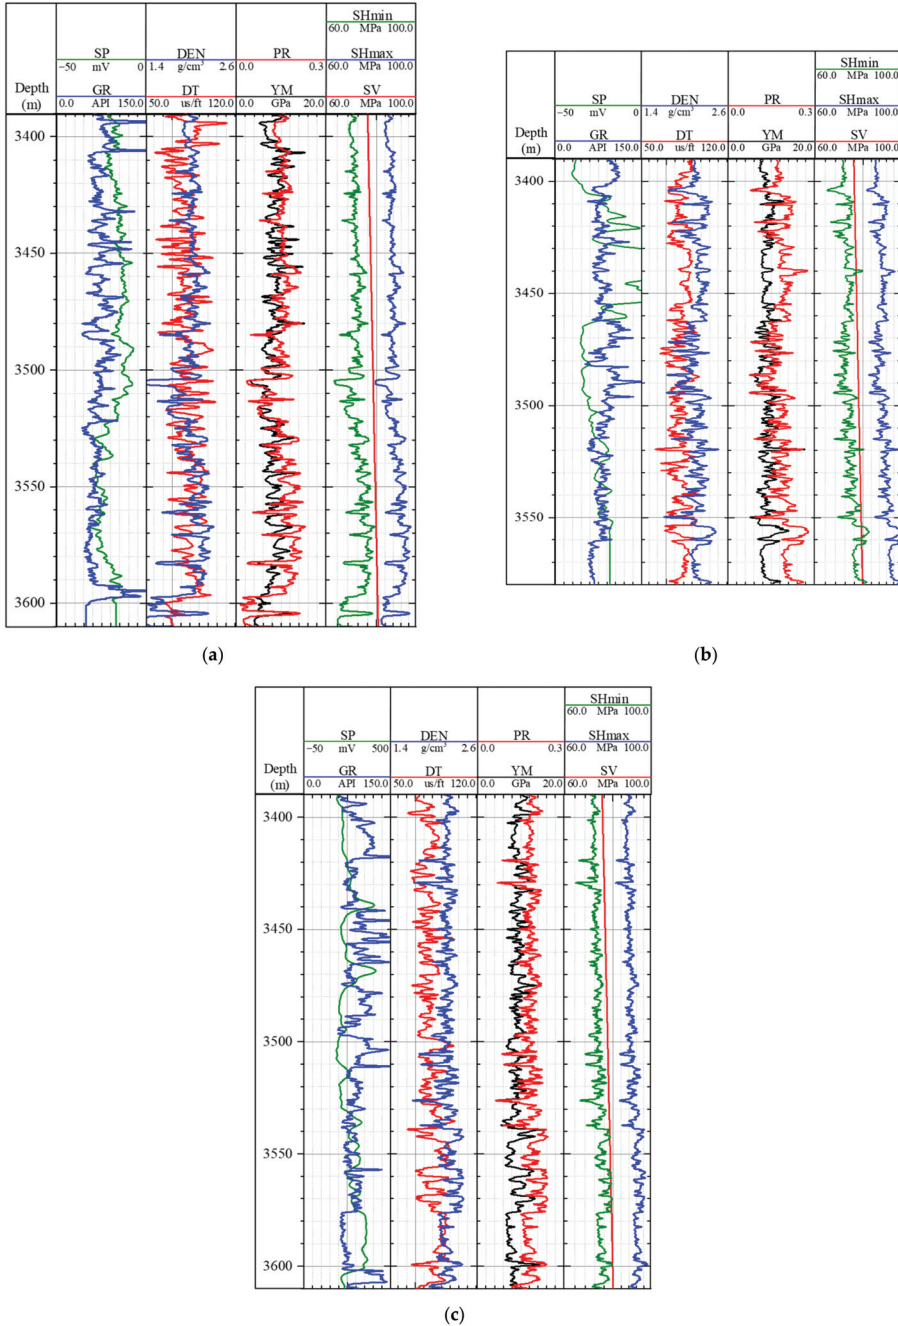 SHmin
60.0 MPa 100.0
SP DEN PR SHmax
−50 mV 0 1.4 g/cm³ 2.6 0.0 0.3 60.0 MPa 100.0
Depth GR DT YM SV
(m) 0.0 API 150.0 50.0 us/ft 120.0 0.0 GPa 20.0 60.0 MPa 100.0
3400
3450
3500
3550
3600
(a)
SHmin
60.0 MPa 100.0
SP DEN PR SHmax
−50 mV 0 1.4 g/cm³ 2.6 0.0 0.3 60.0 MPa 100.0
Depth GR DT YM SV
(m) 0.0 API 150.0 50.0 us/ft 120.0 0.0 GPa 20.0 60.0 MPa 100.0
3400
3450
3500
3550
(b)
SHmin
60.0 MPa 100.0
SP DEN PR SHmax
−50 mV 500 1.4 g/cm³ 2.6 0.0 0.3 60.0 MPa 100.0
Depth GR DT YM SV
(m) 0.0 API 150.0 50.0 us/ft 120.0 0.0 GPa 20.0 60.0 MPa 100.0
3400
3450
3500
3550
3600
(c)